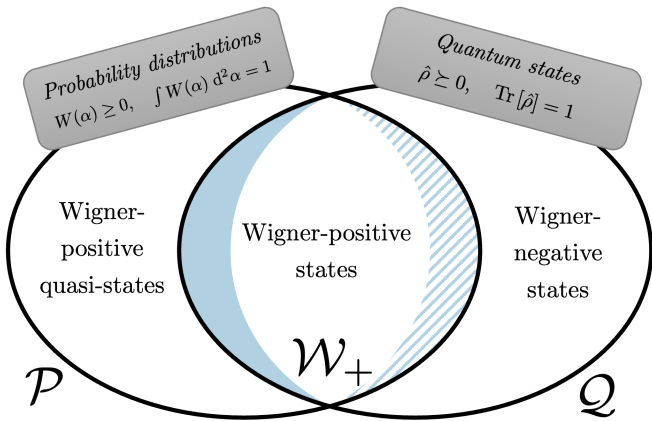 Probability distributions
W(α) ≥ 0, ∫W(α) d²α = 1
Quantum states
ρ̂ ⪰ 0, Tr[ρ̂] = 1
Wigner-
positive
quasi-states
Wigner-positive
states
Wigner-
negative
states
𝒲₊
𝒫
𝒬